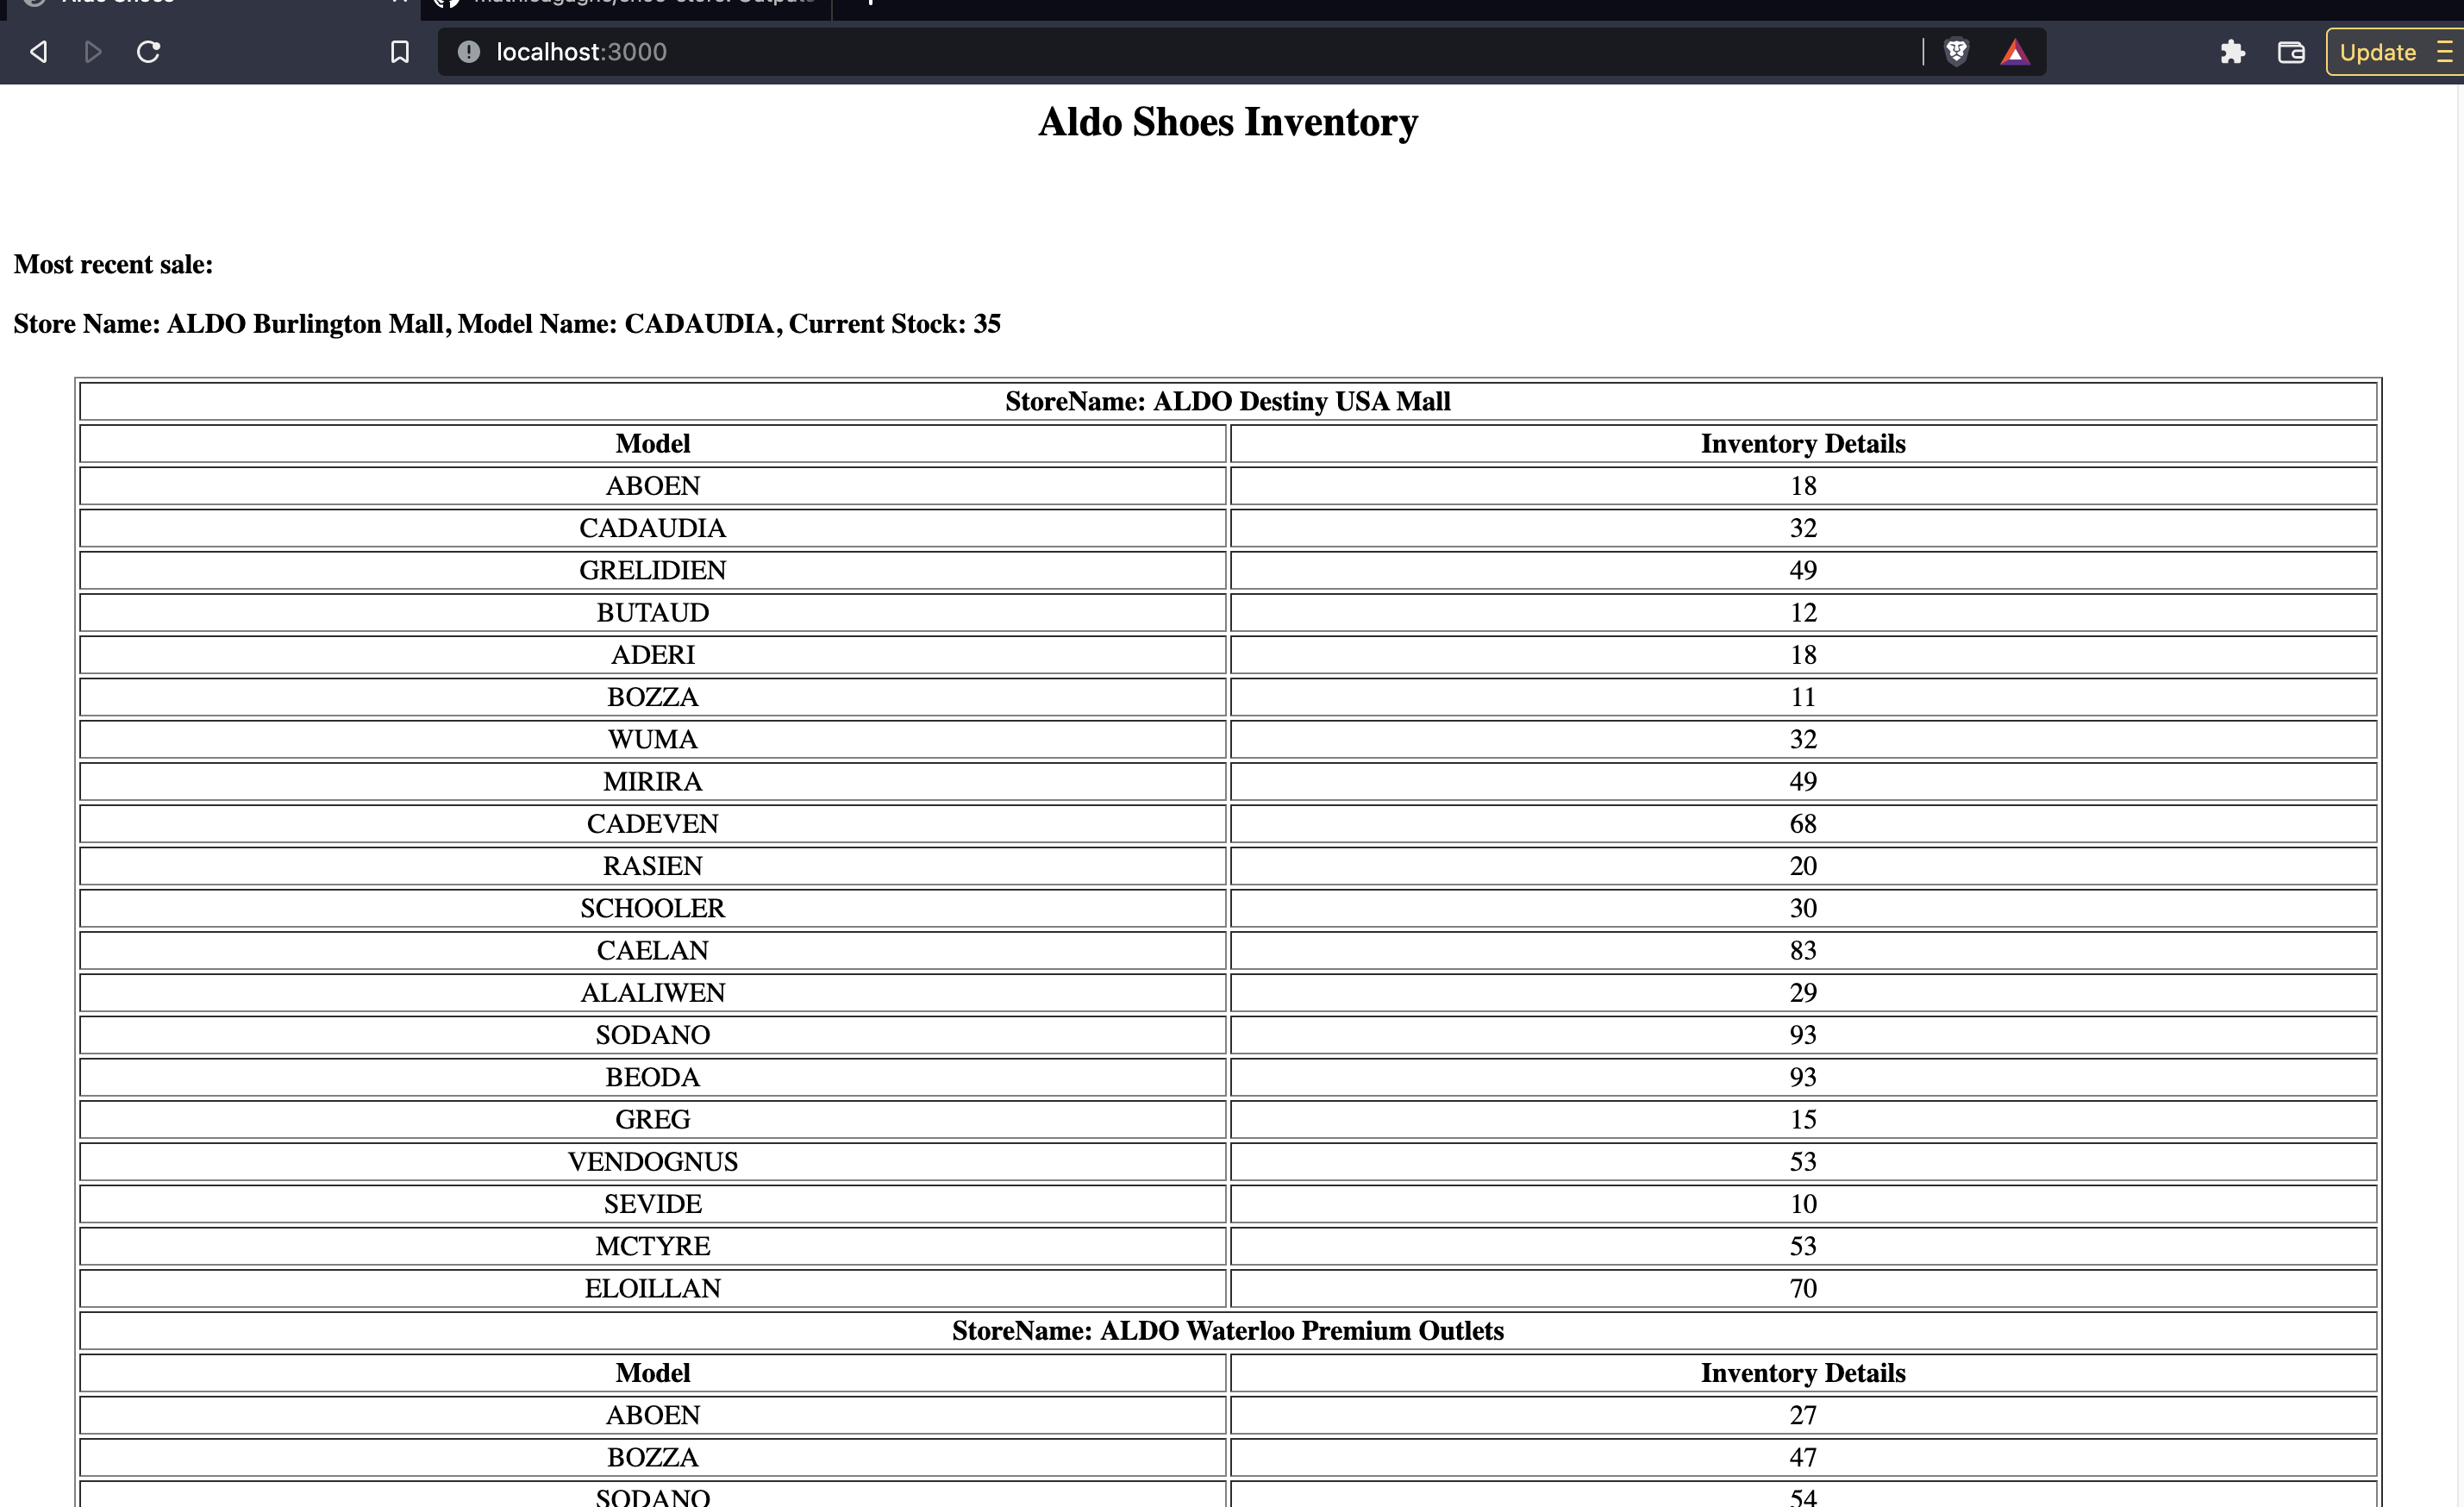 localhost:3000
Update
Aldo Shoes Inventory
Most recent sale:
Store Name: ALDO Burlington Mall, Model Name: CADAUDIA, Current Stock: 35
StoreName: ALDO Destiny USA Mall
Model Inventory Details
ABOEN 18
CADAUDIA 32
GRELIDIEN 49
BUTAUD 12
ADERI 18
BOZZA 11
WUMA 32
MIRIRA 49
CADEVEN 68
RASIEN 20
SCHOOLER 30
CAELAN 83
ALALIWEN 29
SODANO 93
BEODA 93
GREG 15
VENDOGNUS 53
SEVIDE 10
MCTYRE 53
ELOILLAN 70
StoreName: ALDO Waterloo Premium Outlets
Model Inventory Details
ABOEN 27
BOZZA 47
SODANO 54